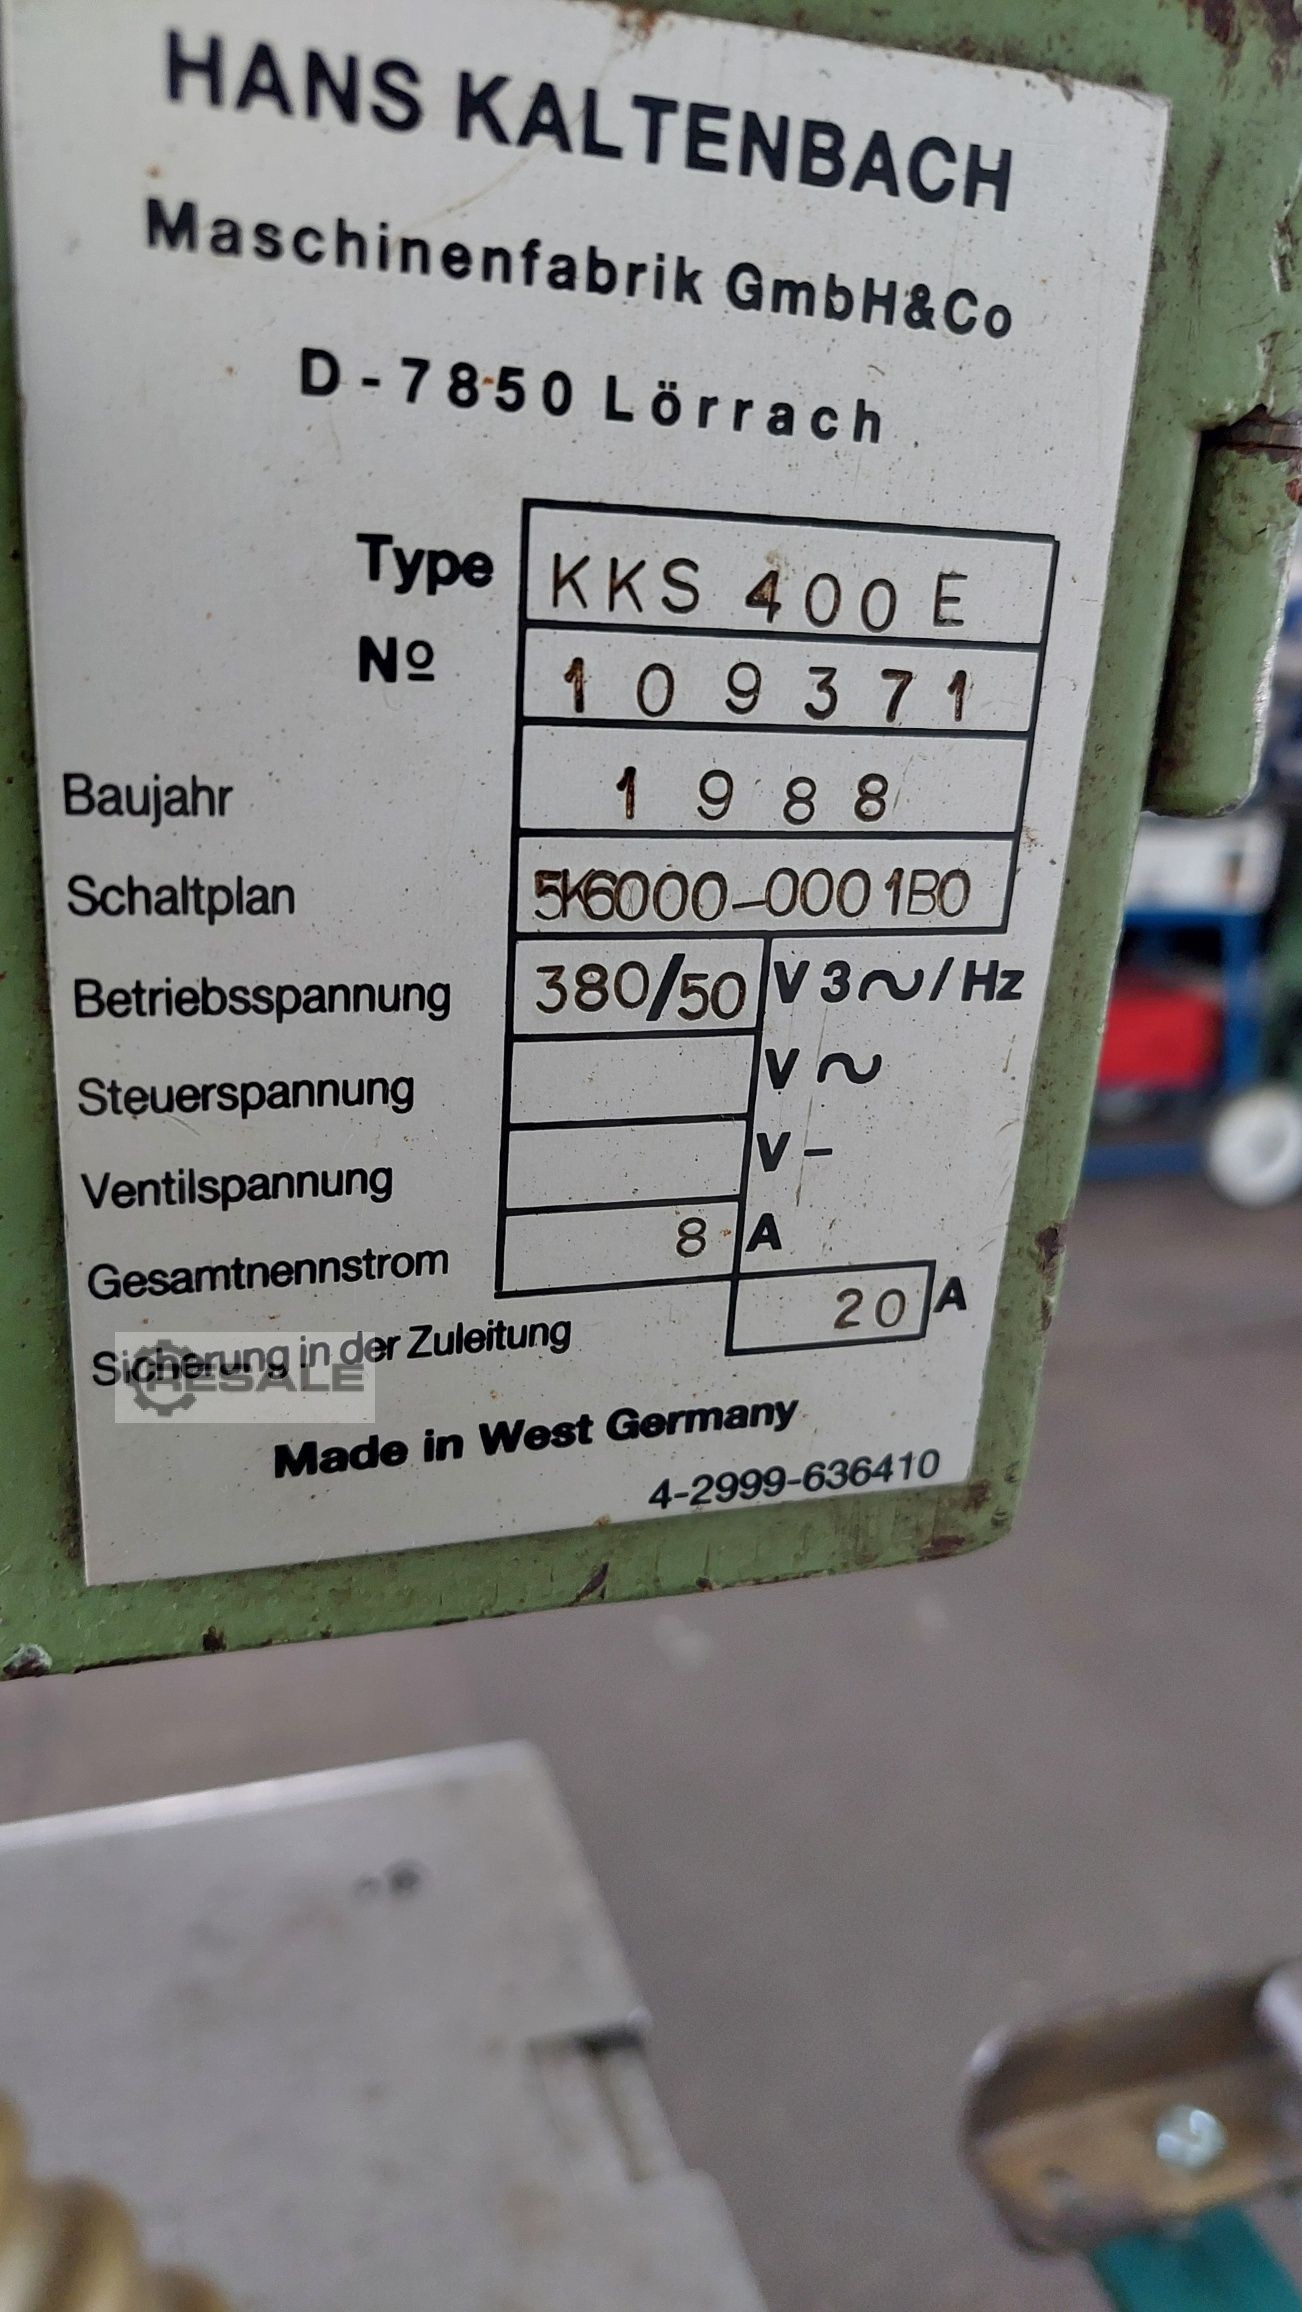 HANS KALTENBACH
Maschinenfabrik GmbH&Co
D-7850 Lörrach
Type KKS 400 E
Nº 109371
Baujahr 1988
Schaltplan 5K6000-0001B0
Betriebsspannung 380/50 V 3~/Hz
Steuerspannung V~
Ventilspannung V-
Gesamtnennstrom 8 A
Sicherung in der Zuleitung 20 A
RESALE
Made in West Germany
4-2999-636410